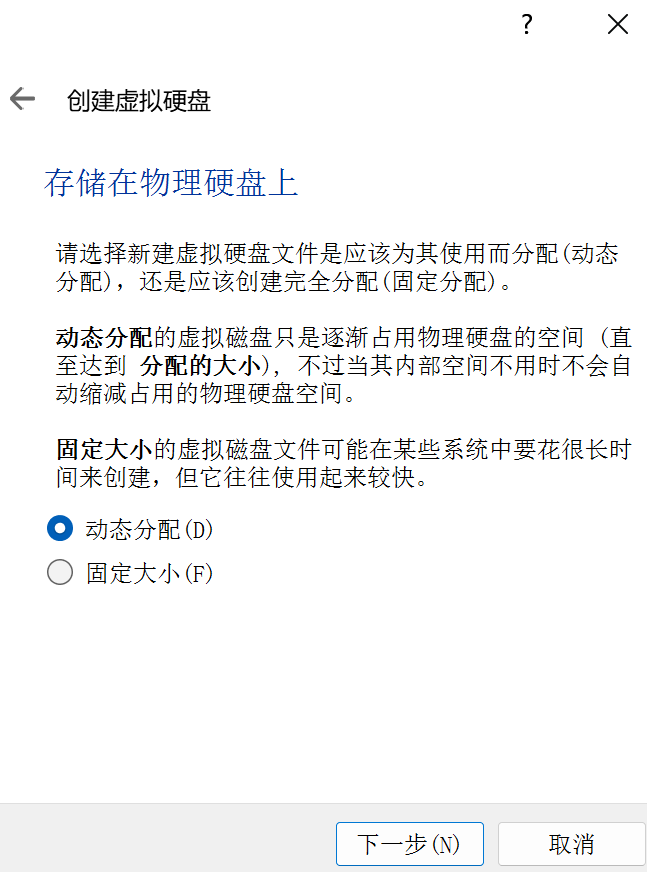 ?
创建虚拟硬盘
存储在物理硬盘上
请选择新建虚拟硬盘文件是应该为其使用而分配(动态
分配)，还是应该创建完全分配(固定分配)。
动态分配的虚拟磁盘只是逐渐占用物理硬盘的空间 (直
至达到 分配的大小)，不过当其内部空间不用时不会自
动缩减占用的物理硬盘空间。
固定大小的虚拟磁盘文件可能在某些系统中要花很长时
间来创建，但它往往使用起来较快。
动态分配(D)
固定大小(F)
下一步(N) 取消